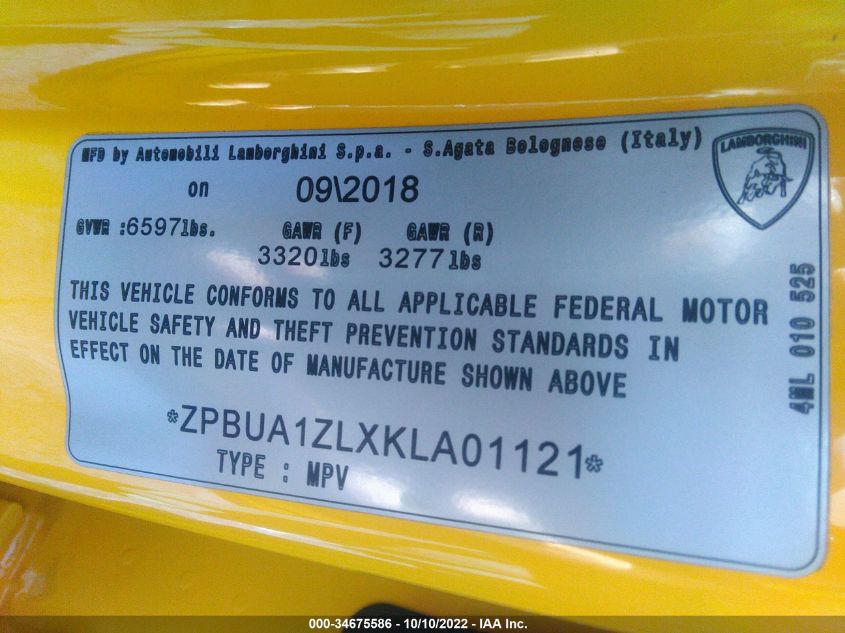 MFD by Automobili Lamborghini S.p.a. - S.Agata Bolognese (Italy)
LAMBORGHINI
on 09\2018
GVWR :6597lbs. GAWR (F) GAWR (R)
3320lbs 3277lbs
THIS VEHICLE CONFORMS TO ALL APPLICABLE FEDERAL MOTOR
VEHICLE SAFETY AND THEFT PREVENTION STANDARDS IN
EFFECT ON THE DATE OF MANUFACTURE SHOWN ABOVE
*ZPBUA1ZLXKLA01121*
TYPE : MPV
4ML 010 525
000-34675586 - 10/10/2022 - IAA Inc.